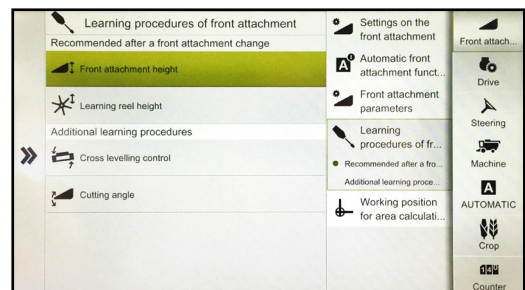 Learning procedures of front attachment
Recommended after a front attachment change
Front attachment height
Learning reel height
Additional learning procedures
Cross levelling control
Cutting angle
Settings on the
front attachment
Automatic front
attachment funct...
Front attachment
parameters
Learning
procedures of fr...
Recommended after a fro...
Additional learning proce...
Working position
for area calculati...
Front attach...
Drive
Steering
Machine
A
AUTOMATIC
Crop
Counter